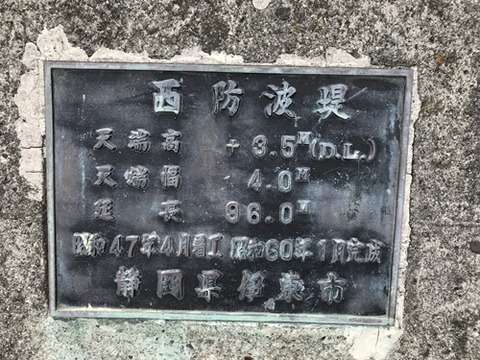 西防波堤
天端高 +3.5M(D.L.)
天端幅 4.0M
延長 96.0M
昭和47年4月着工 昭和60年1月完成
静岡県伊東市